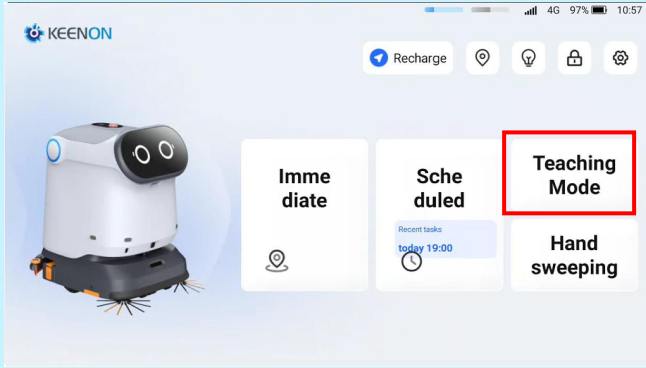 4G 97% 10:57
KEENON
Recharge
Imme
diate
Sche
duled
Recent tasks
today 19:00
Teaching
Mode
Hand
sweeping